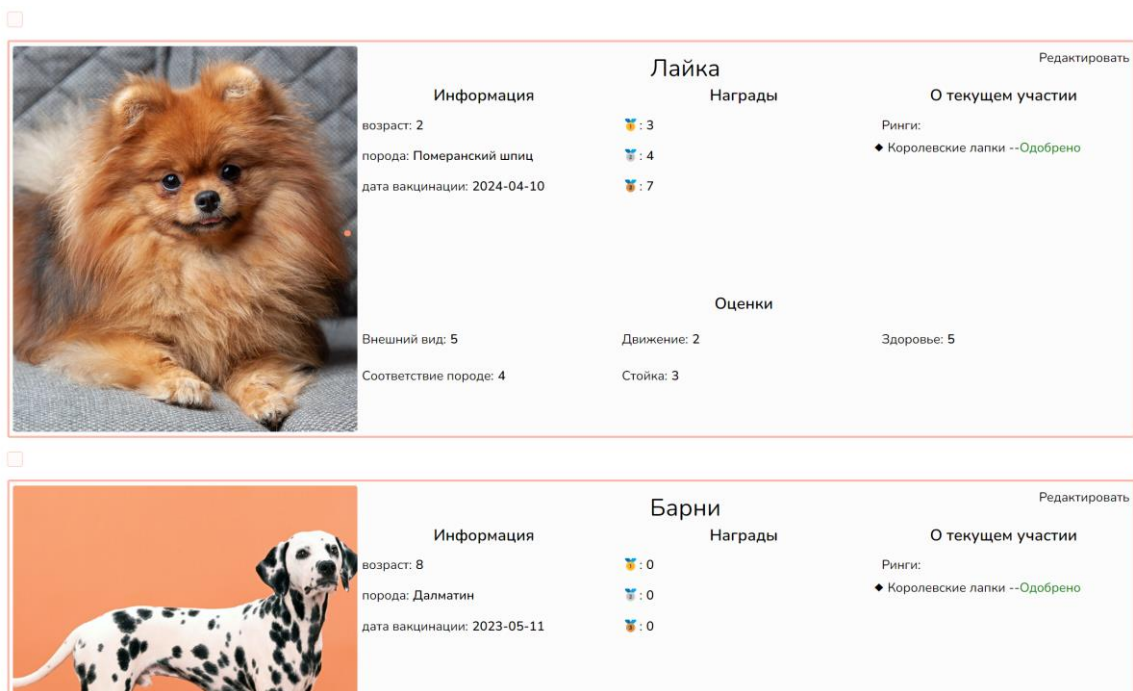 Лайка
Редактировать
Информация
Награды
О текущем участии
возраст: 2
🥇: 3
Ринги:
порода: Померанский шпиц
🥈: 4
◆ Королевские лапки --Одобрено
дата вакцинации: 2024-04-10
🥉: 7
Оценки
Внешний вид: 5
Движение: 2
Здоровье: 5
Соответствие породе: 4
Стойка: 3
Барни
Редактировать
Информация
Награды
О текущем участии
возраст: 8
🥇: 0
Ринги:
порода: Далматин
🥈: 0
◆ Королевские лапки --Одобрено
дата вакцинации: 2023-05-11
🥉: 0